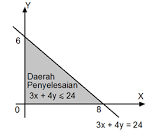 Y
6
Daerah
Penyelesaian
3x + 4y ≤ 24
X
0
8
3x + 4y = 24